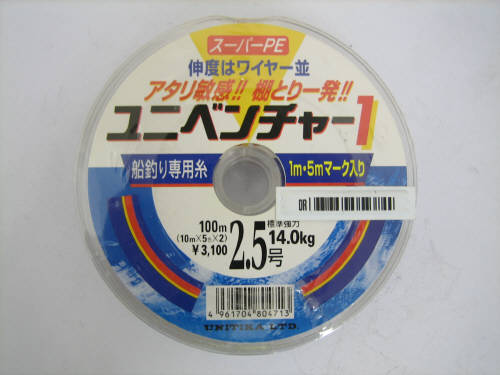 スーパーPE
伸度はワイヤー並
アタリ敏感!! 棚とり一発!!
ユニベンチャー1
船釣り専用糸
1m・5mマーク入り
DR1
100m
(10m×5色×2)
¥3,100
2.5号
標準強力
14.0kg
4 961704 804713
UNITIKA LTD.